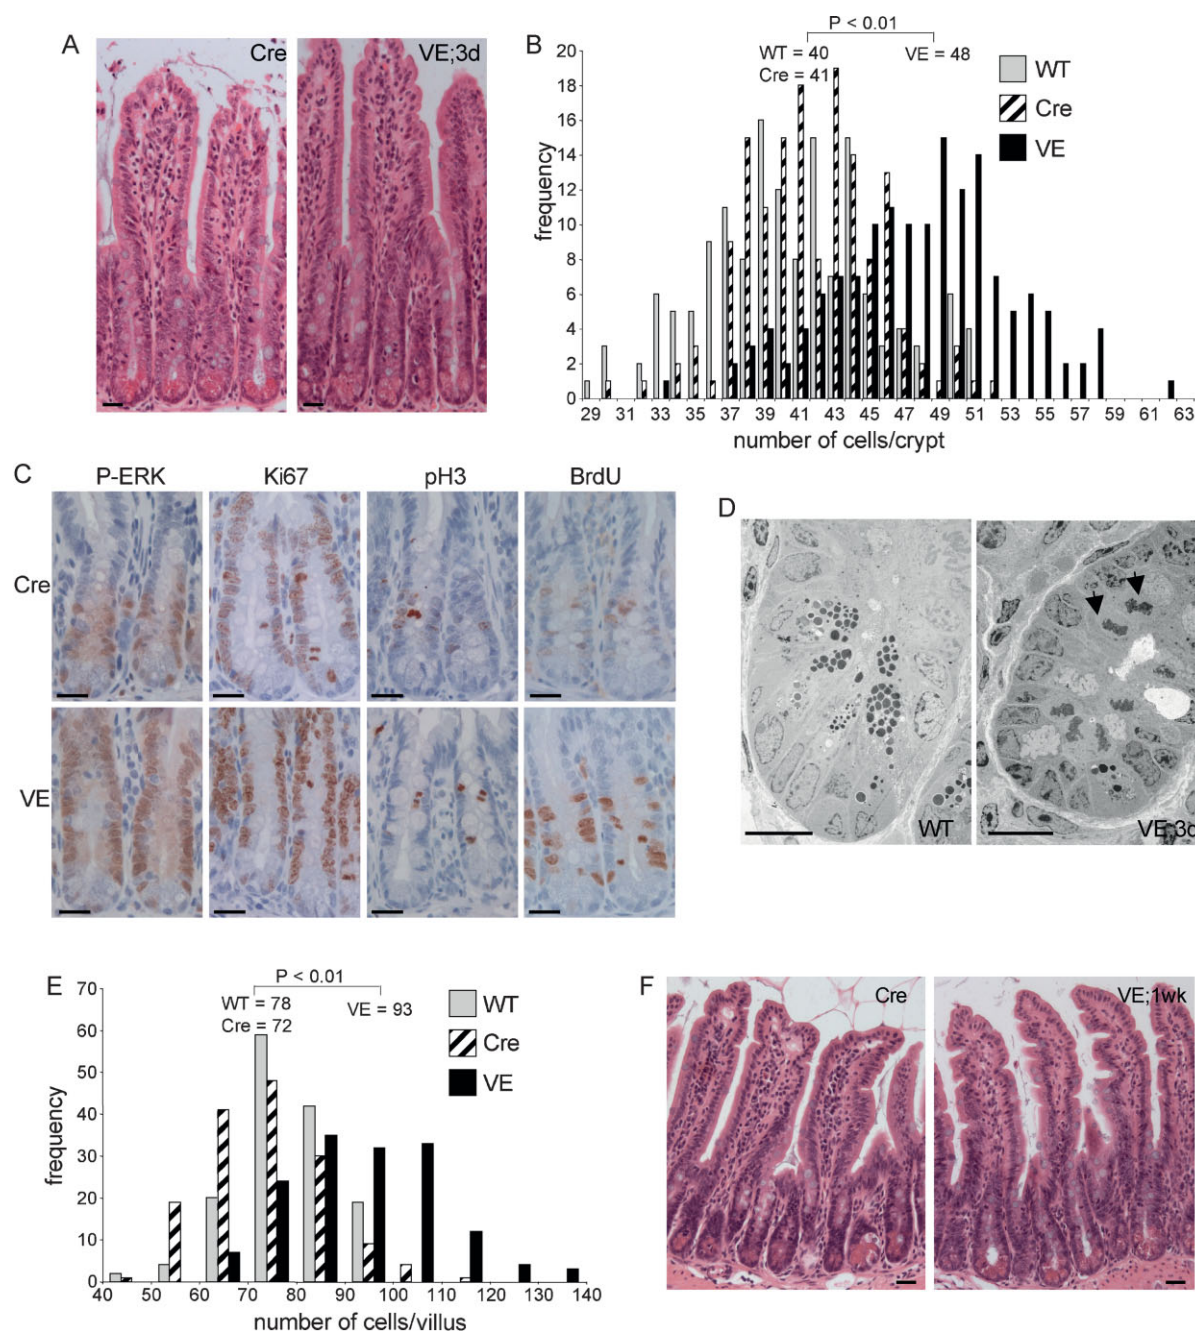 A
Cre
VE;3d
B
P < 0.01
WT = 40
Cre = 41
VE = 48
WT
Cre
VE
frequency
20
18
16
14
12
10
8
6
4
2
0
29 31 33 35 37 39 41 43 45 47 49 51 53 55 57 59 61 63
number of cells/crypt
C
P-ERK Ki67 pH3 BrdU
Cre
VE
D
WT
VE;3d
E
P < 0.01
WT = 78
Cre = 72
VE = 93
WT
Cre
VE
frequency
70
60
50
40
30
20
10
0
40 50 60 70 80 90 100 110 120 130 140
number of cells/villus
F
Cre
VE;1wk